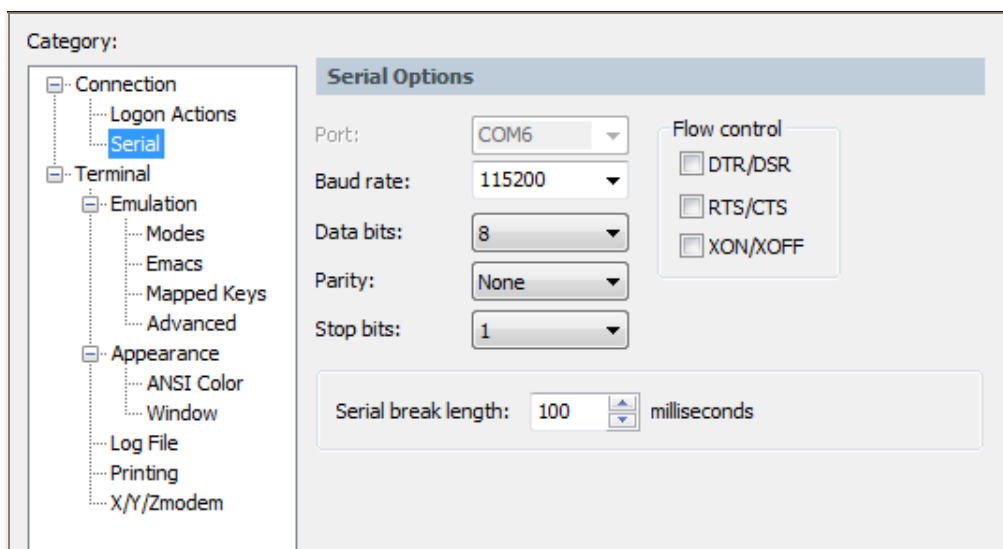 Category:
Connection
Logon Actions
Serial
Terminal
Emulation
Modes
Emacs
Mapped Keys
Advanced
Appearance
ANSI Color
Window
Log File
Printing
X/Y/Zmodem
Serial Options
Port: COM6
Baud rate: 115200
Data bits: 8
Parity: None
Stop bits: 1
Flow control
DTR/DSR
RTS/CTS
XON/XOFF
Serial break length: 100 milliseconds